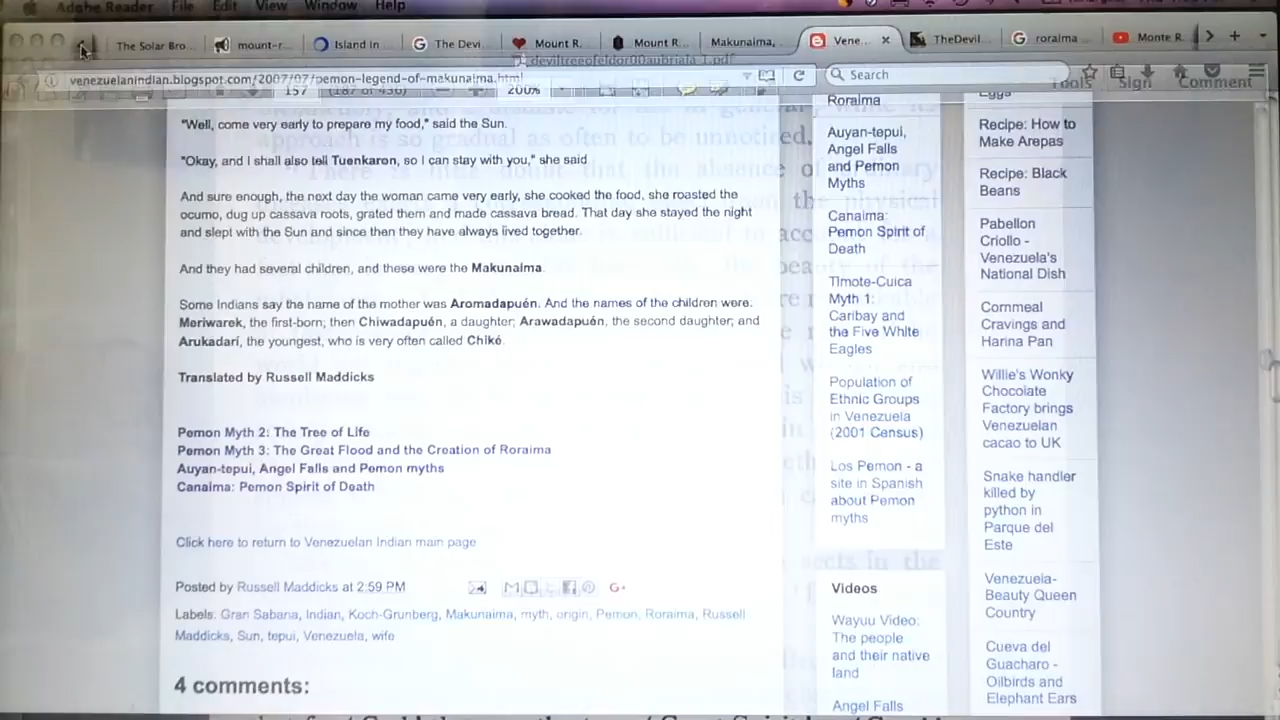 Adobe Reader File Edit View Window Help
The Solar Bro... mount-r... Island in... The Devi... Mount R... Mount R... Makunaima,... Vene... TheDevil... roraima Monte R...
deviltreeofeldor00aubriala_1.pdf
venezuelanindian.blogspot.com/2007/07/pemon-legend-of-makunaima.html
Search
157 (187 of 436) 200% Tools Sign Comment
"Well, come very early to prepare my food," said the Sun.
"Okay, and I shall also tell Tuenkaron, so I can stay with you," she said
And sure enough, the next day the woman came very early, she cooked the food, she roasted the
ocumo, dug up cassava roots, grated them and made cassava bread. That day she stayed the night
and slept with the Sun and since then they have always lived together.
And they had several children, and these were the Makunaima.
Some Indians say the name of the mother was Aromadapuén. And the names of the children were:
Meriwarek, the first-born; then Chiwadapuén, a daughter; Arawadapuén, the second daughter; and
Arukadarí, the youngest, who is very often called Chiké.
Translated by Russell Maddicks
Pemon Myth 2: The Tree of Life
Pemon Myth 3: The Great Flood and the Creation of Roraima
Auyan-tepui, Angel Falls and Pemon myths
Canaima: Pemon Spirit of Death
Click here to return to Venezuelan Indian main page
Posted by Russell Maddicks at 2:59 PM
Labels: Gran Sabana, Indian, Koch-Grunberg, Makunaima, myth, origin, Pemon, Roraima, Russell
Maddicks, Sun, tepui, Venezuela, wife
4 comments:
Roraima
Auyan-tepui,
Angel Falls
and Pemon
Myths
Canaima:
Pemon Spirit of
Death
Timote-Cuica
Myth 1:
Caribay and
the Five White
Eagles
Population of
Ethnic Groups
in Venezuela
(2001 Census)
Los Pemon - a
site in Spanish
about Pemon
myths
Videos
Wayuu Video:
The people
and their native
land
Angel Falls
Eggs
Recipe: How to
Make Arepas
Recipe: Black
Beans
Pabellon
Criollo -
Venezuela's
National Dish
Cornmeal
Cravings and
Harina Pan
Willie's Wonky
Chocolate
Factory brings
Venezuelan
cacao to UK
Snake handler
killed by
python in
Parque del
Este
Venezuela-
Beauty Queen
Country
Cueva del
Guacharo -
Oilbirds and
Elephant Ears